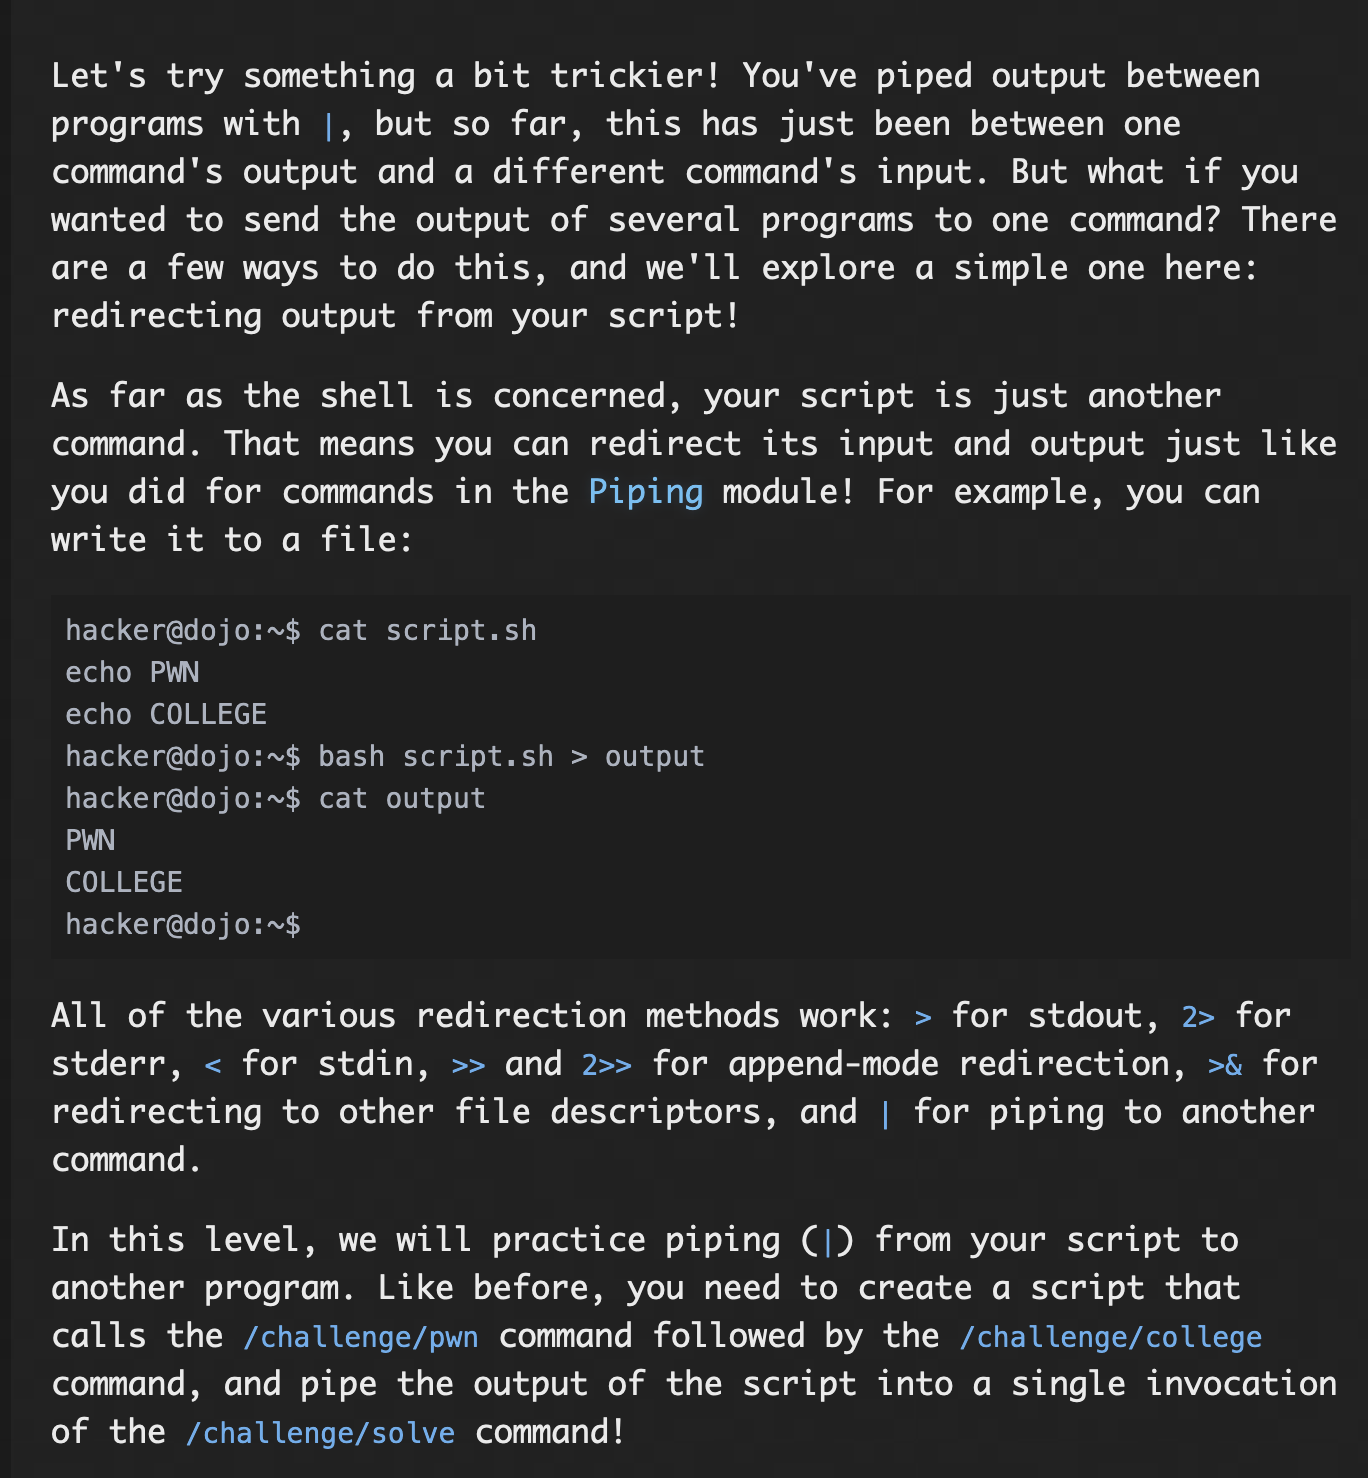 Let's try something a bit trickier! You've piped output between
programs with |, but so far, this has just been between one
command's output and a different command's input. But what if you
wanted to send the output of several programs to one command? There
are a few ways to do this, and we'll explore a simple one here:
redirecting output from your script!
As far as the shell is concerned, your script is just another
command. That means you can redirect its input and output just like
you did for commands in the Piping module! For example, you can
write it to a file:
hacker@dojo:~$ cat script.sh
echo PWN
echo COLLEGE
hacker@dojo:~$ bash script.sh > output
hacker@dojo:~$ cat output
PWN
COLLEGE
hacker@dojo:~$
All of the various redirection methods work: > for stdout, 2> for
stderr, < for stdin, >> and 2>> for append-mode redirection, >& for
redirecting to other file descriptors, and | for piping to another
command.
In this level, we will practice piping (|) from your script to
another program. Like before, you need to create a script that
calls the /challenge/pwn command followed by the /challenge/college
command, and pipe the output of the script into a single invocation
of the /challenge/solve command!